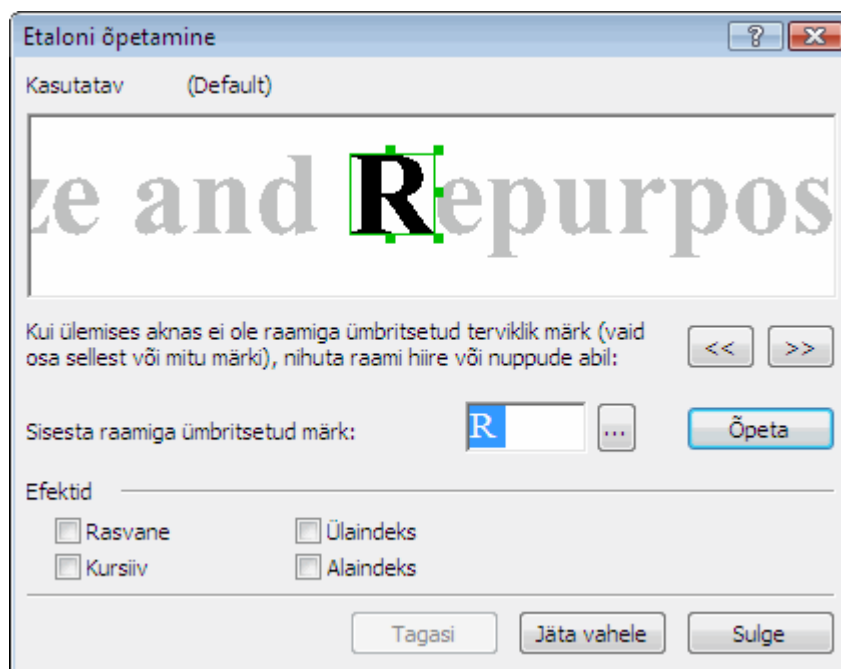 Etaloni õpetamine
Kasutatav (Default)
ze and Repurpos
Kui ülemises aknas ei ole raamiga ümbritsetud terviklik märk (vaid
osa sellest või mitu märki), nihuta raami hiire või nuppude abil:
<< >>
Sisesta raamiga ümbritsetud märk: R ... Õpeta
Efektid
Rasvane Ülaindeks
Kursiiv Alaindeks
Tagasi Jäta vahele Sulge